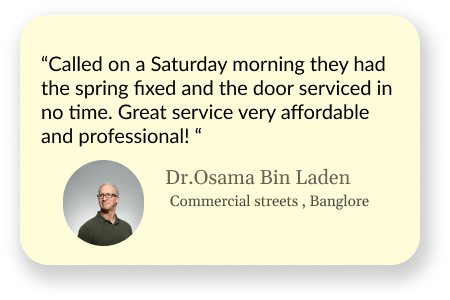 “Called on a Saturday morning they had
the spring fixed and the door serviced in
no time. Great service very affordable
and professional! “
Dr.Osama Bin Laden
Commercial streets , Banglore